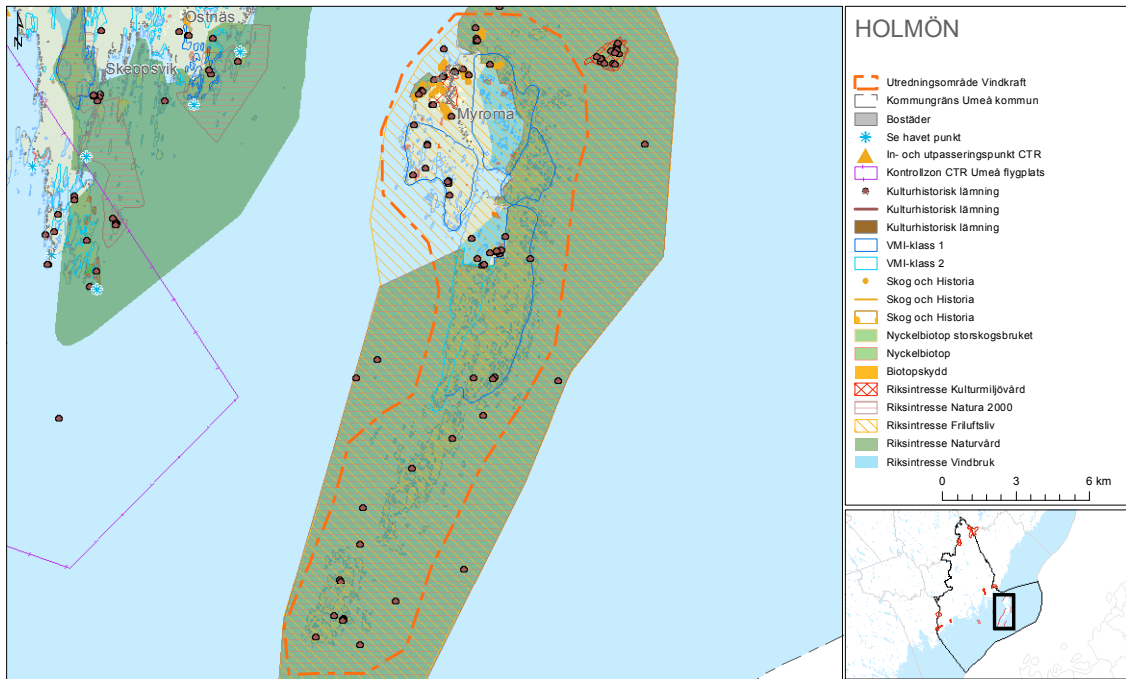 N
Ostnäs
Skeppsvik
Myrorna
HOLMÖN
Utredningsområde Vindkraft
Kommungräns Umeå kommun
Bostäder
Se havet punkt
In- och utpasseringspunkt CTR
Kontrollzon CTR Umeå flygplats
Kulturhistorisk lämning
Kulturhistorisk lämning
Kulturhistorisk lämning
VMI-klass 1
VMI-klass 2
Skog och Historia
Skog och Historia
Skog och Historia
Nyckelbiotop storskogsbruket
Nyckelbiotop
Biotopskydd
Riksintresse Kulturmiljövård
Riksintresse Natura 2000
Riksintresse Friluftsliv
Riksintresse Naturvård
Riksintresse Vindbruk
0 3 6 km